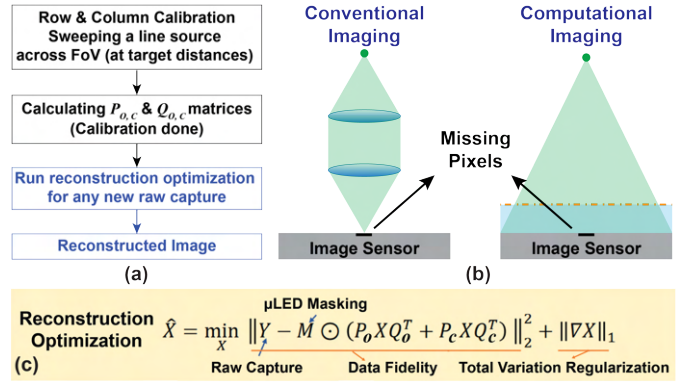 Row & Column Calibration
Sweeping a line source
across FoV (at target distances)
Calculating P_{o,c} & Q_{o,c} matrices
(Calibration done)
Run reconstruction optimization
for any new raw capture
Reconstructed Image
(a)
Conventional
Imaging
Computational
Imaging
Missing
Pixels
Image Sensor
Image Sensor
(b)
Reconstruction
Optimization
µLED Masking
X̂ = min_X ‖Y − M ⊙ (P_o X Q_o^T + P_c X Q_c^T)‖_2^2 + ‖∇X‖_1
(c)
Raw Capture
Data Fidelity
Total Variation Regularization